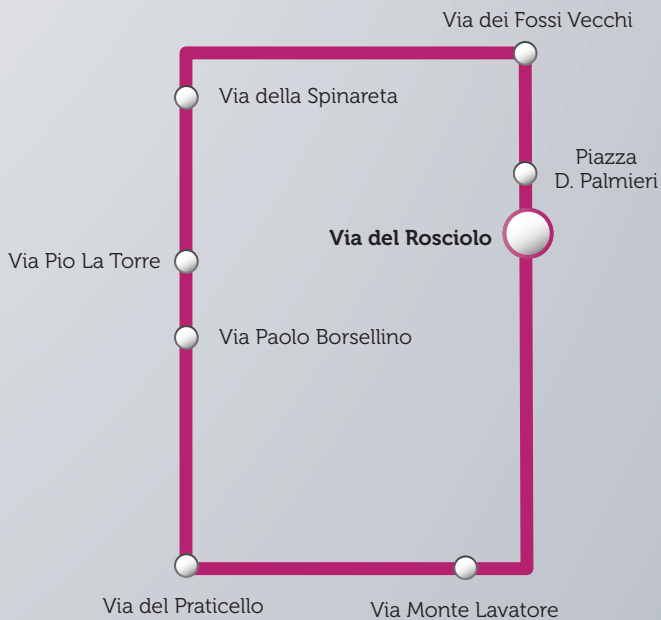 Via dei Fossi Vecchi
Via della Spinareta
Piazza
D. Palmieri
Via del Rosciolo
Via Pio La Torre
Via Paolo Borsellino
Via del Praticello
Via Monte Lavatore